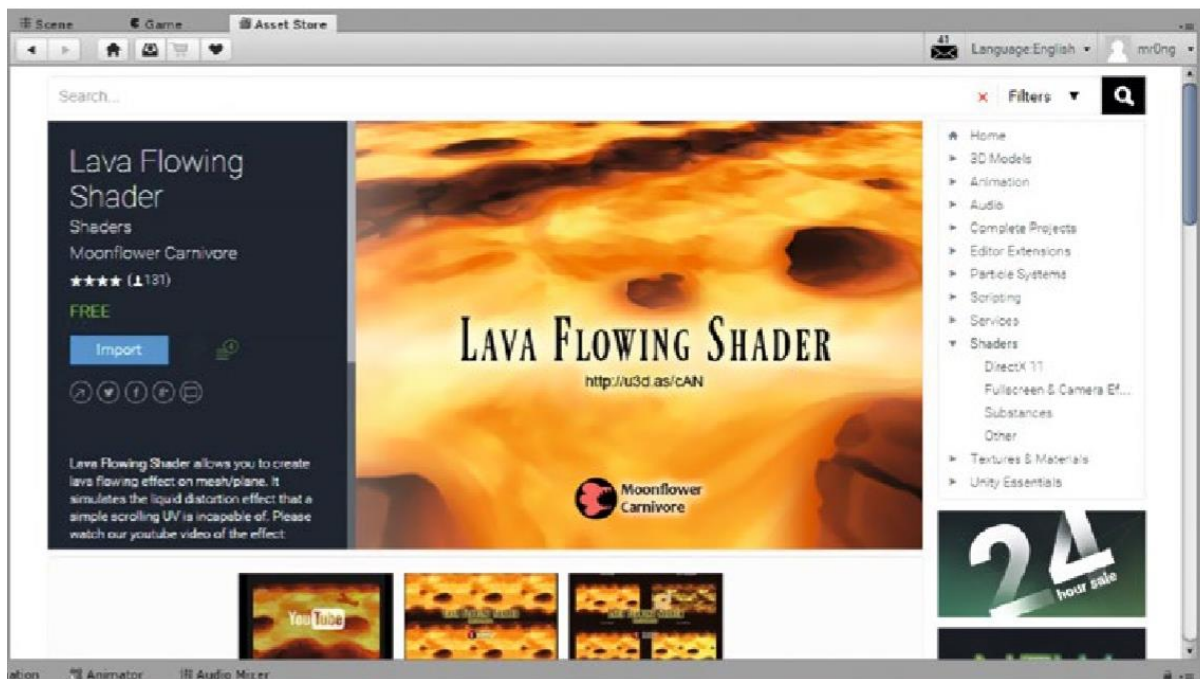 Scene
Game
Asset Store
41
Language:English
mr0ng
Search...
Filters
Lava Flowing
Shader
Shaders
Moonflower Carnivore
(131)
FREE
Import
Lava Flowing Shader allows you to create
lava flowing effect on mesh/plane. It
simulates the liquid distortion effect that a
simple scrolling UV is incapable of. Please
watch our youtube video of the effect:
LAVA FLOWING SHADER
http://u3d.as/cAN
Moonflower
Carnivore
Home
3D Models
Animation
Audio
Complete Projects
Editor Extensions
Particle Systems
Scripting
Services
Shaders
DirectX 11
Fullscreen & Camera Ef...
Substances
Other
Textures & Materials
Unity Essentials
24
hour sale
YouTube
LAVA FLOWING SHADER
ation
Animator
Audio Mixer